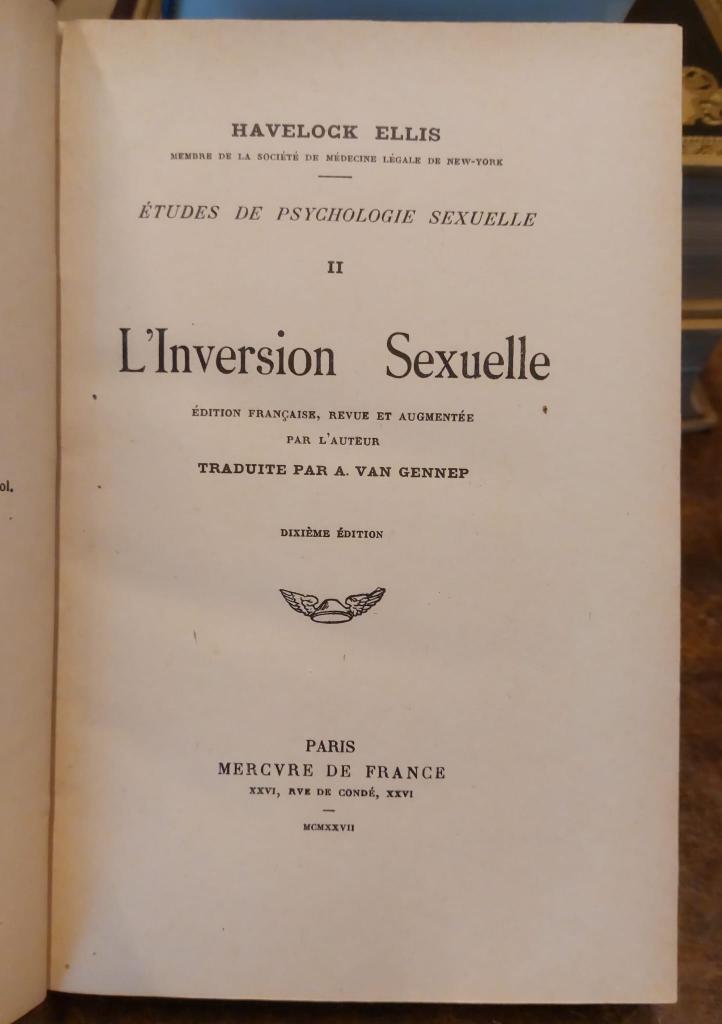 HAVELOCK ELLIS
MEMBRE DE LA SOCIÉTÉ DE MÉDECINE LÉGALE DE NEW-YORK
ÉTUDES DE PSYCHOLOGIE SEXUELLE
II
L'Inversion Sexuelle
ÉDITION FRANÇAISE, REVUE ET AUGMENTÉE
PAR L'AUTEUR
TRADUITE PAR A. VAN GENNEP
DIXIÈME ÉDITION
PARIS
MERCVRE DE FRANCE
XXVI, RVE DE CONDÉ, XXVI
MCMXXVII
ol.